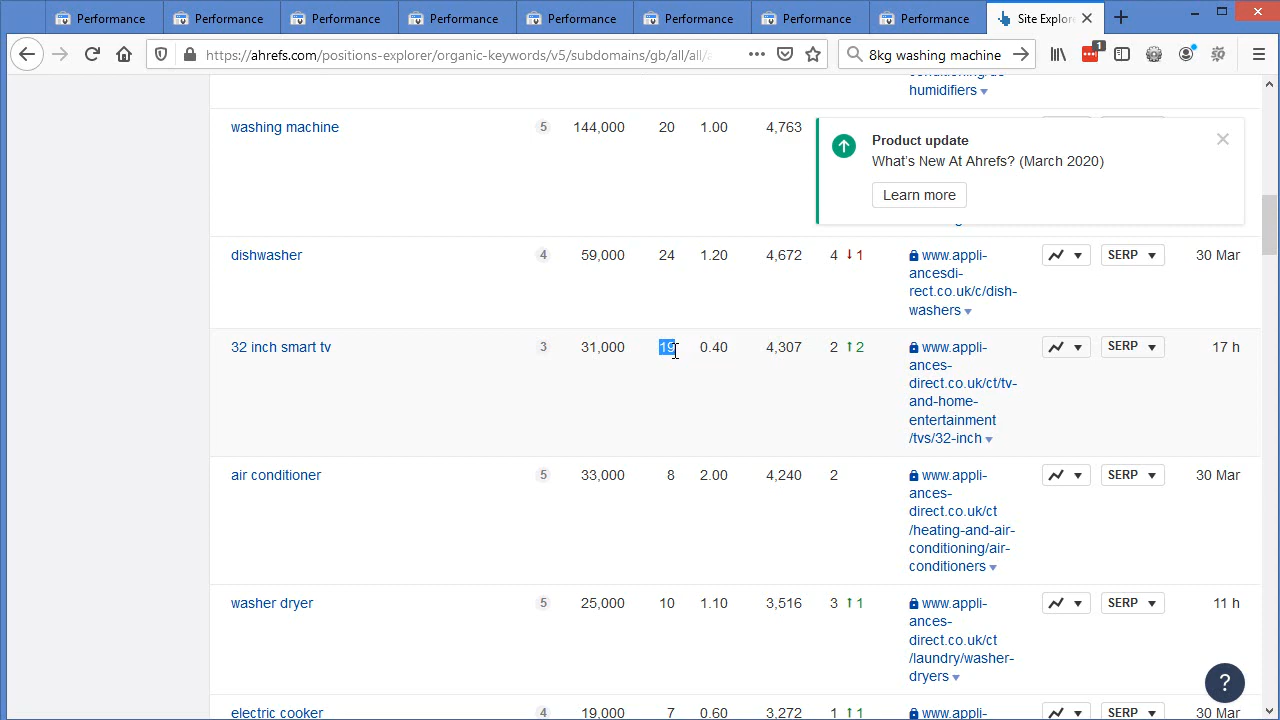 Performance Performance Performance Performance Performance Performance Performance Performance Site Explor
https://ahrefs.com/positions-explorer/organic-keywords/v5/subdomains/gb/all/all/a 8kg washing machine 1
humidifiers
washing machine 5 144,000 20 1.00 4,763
Product update
What's New At Ahrefs? (March 2020)
Learn more
dishwasher 4 59,000 24 1.20 4,672 4 ↓1 www.appli- SERP 30 Mar
ancesdi-
rect.co.uk/c/dish-
washers
32 inch smart tv 3 31,000 19 0.40 4,307 2 ↑2 www.appli- SERP 17 h
ances-
direct.co.uk/ct/tv-
and-home-
entertainment
/tvs/32-inch
air conditioner 5 33,000 8 2.00 4,240 2 www.appli- SERP 30 Mar
ances-
direct.co.uk/ct
/heating-and-air-
conditioning/air-
conditioners
washer dryer 5 25,000 10 1.10 3,516 3 ↑1 www.appli- SERP 11 h
ances-
direct.co.uk/ct
/laundry/washer-
dryers
?
electric cooker 4 19,000 7 0.60 3,272 1 ↑1 www.appli- SERP 30 Mar